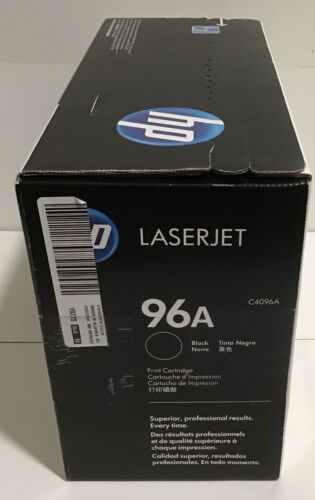 hp
LASERJET
96A
C4096A
Black
Noire
Tinta Negra
黑色
Print Cartridge
Cartouche d'Impression
Cartucho de Impresión
打印硒鼓
Superior, professional results.
Every time.
Des résultats professionnels
et de qualité supérieure à
chaque impression.
Calidad superior, resultados
profesionales. En todo momento.